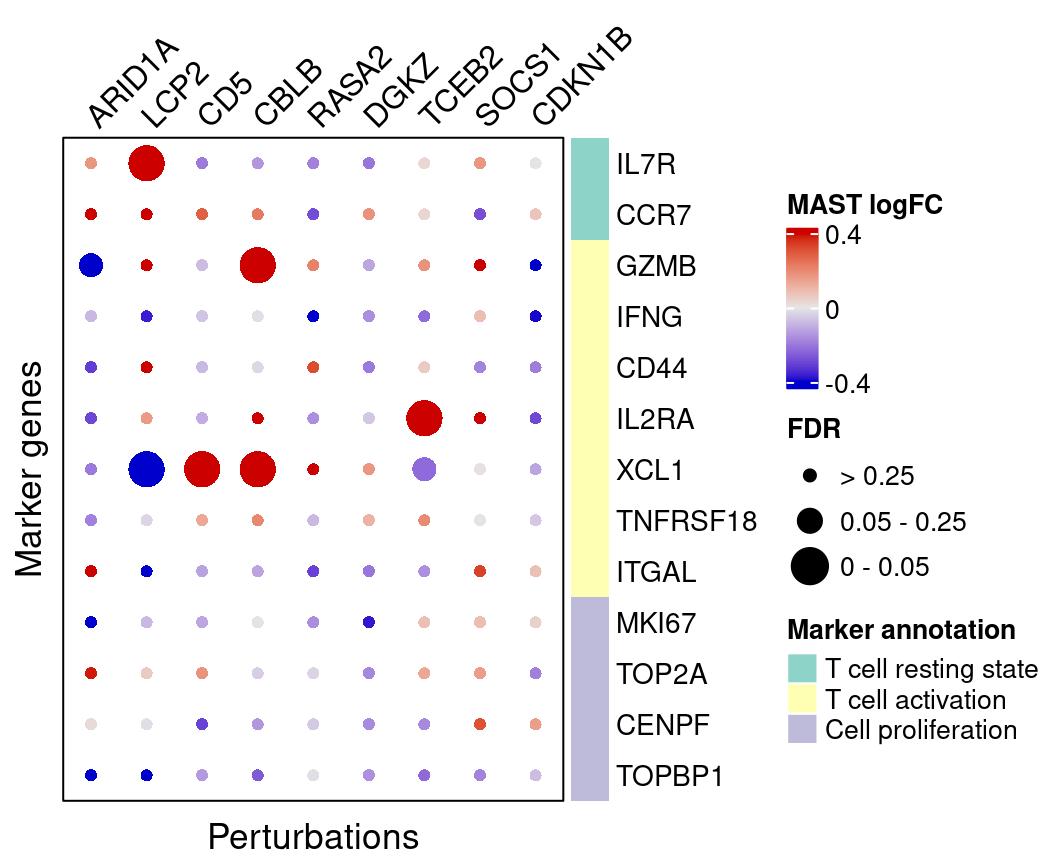 ARID1A
LCP2
CD5
CBLB
RASA2
DGKZ
TCEB2
SOCS1
CDKN1B
Marker genes
IL7R
CCR7
GZMB
IFNG
CD44
IL2RA
XCL1
TNFRSF18
ITGAL
MKI67
TOP2A
CENPF
TOPBP1
Perturbations
MAST logFC
0.4
0
-0.4
FDR
> 0.25
0.05 - 0.25
0 - 0.05
Marker annotation
T cell resting state
T cell activation
Cell proliferation